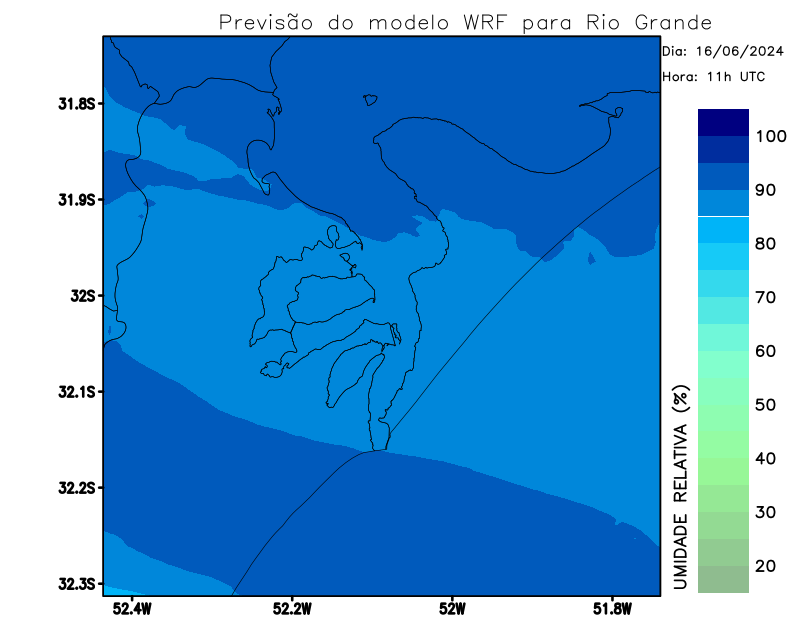 Previsão do modelo WRF para Rio Grande
Dia: 16/06/2024
Hora: 11h UTC
31.8S
31.9S
32S
32.1S
32.2S
32.3S
52.4W
52.2W
52W
51.8W
UMIDADE RELATIVA (%)
100
90
80
70
60
50
40
30
20